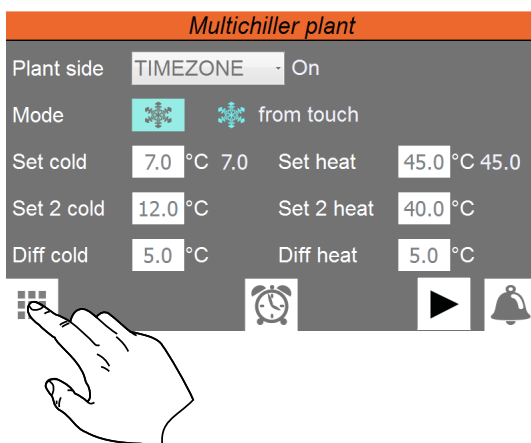 Multichiller plant
Plant side TIMEZONE On
Mode from touch
Set cold 7.0 °C 7.0 Set heat 45.0 °C 45.0
Set 2 cold 12.0 °C Set 2 heat 40.0 °C
Diff cold 5.0 °C Diff heat 5.0 °C